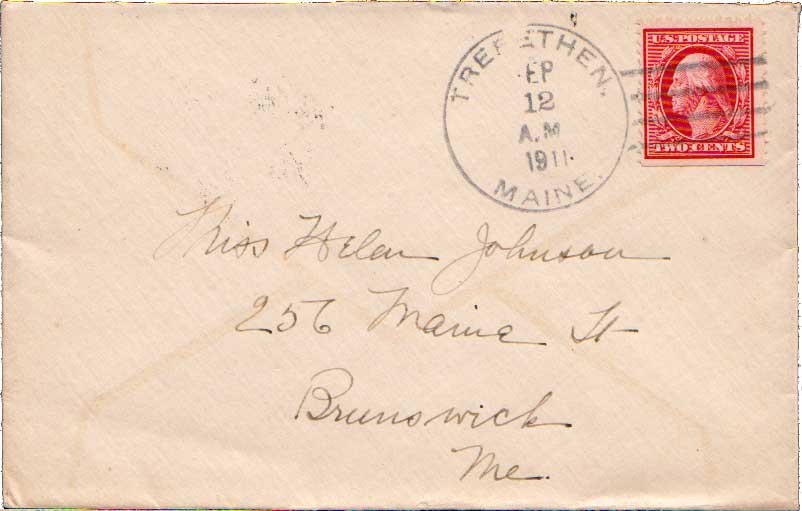 TREFETHEN.
EP
12
A.M
1911
MAINE.
U.S. POSTAGE
TWO CENTS
Miss Helen Johnson
256 Maine St
Brunswick
Me.